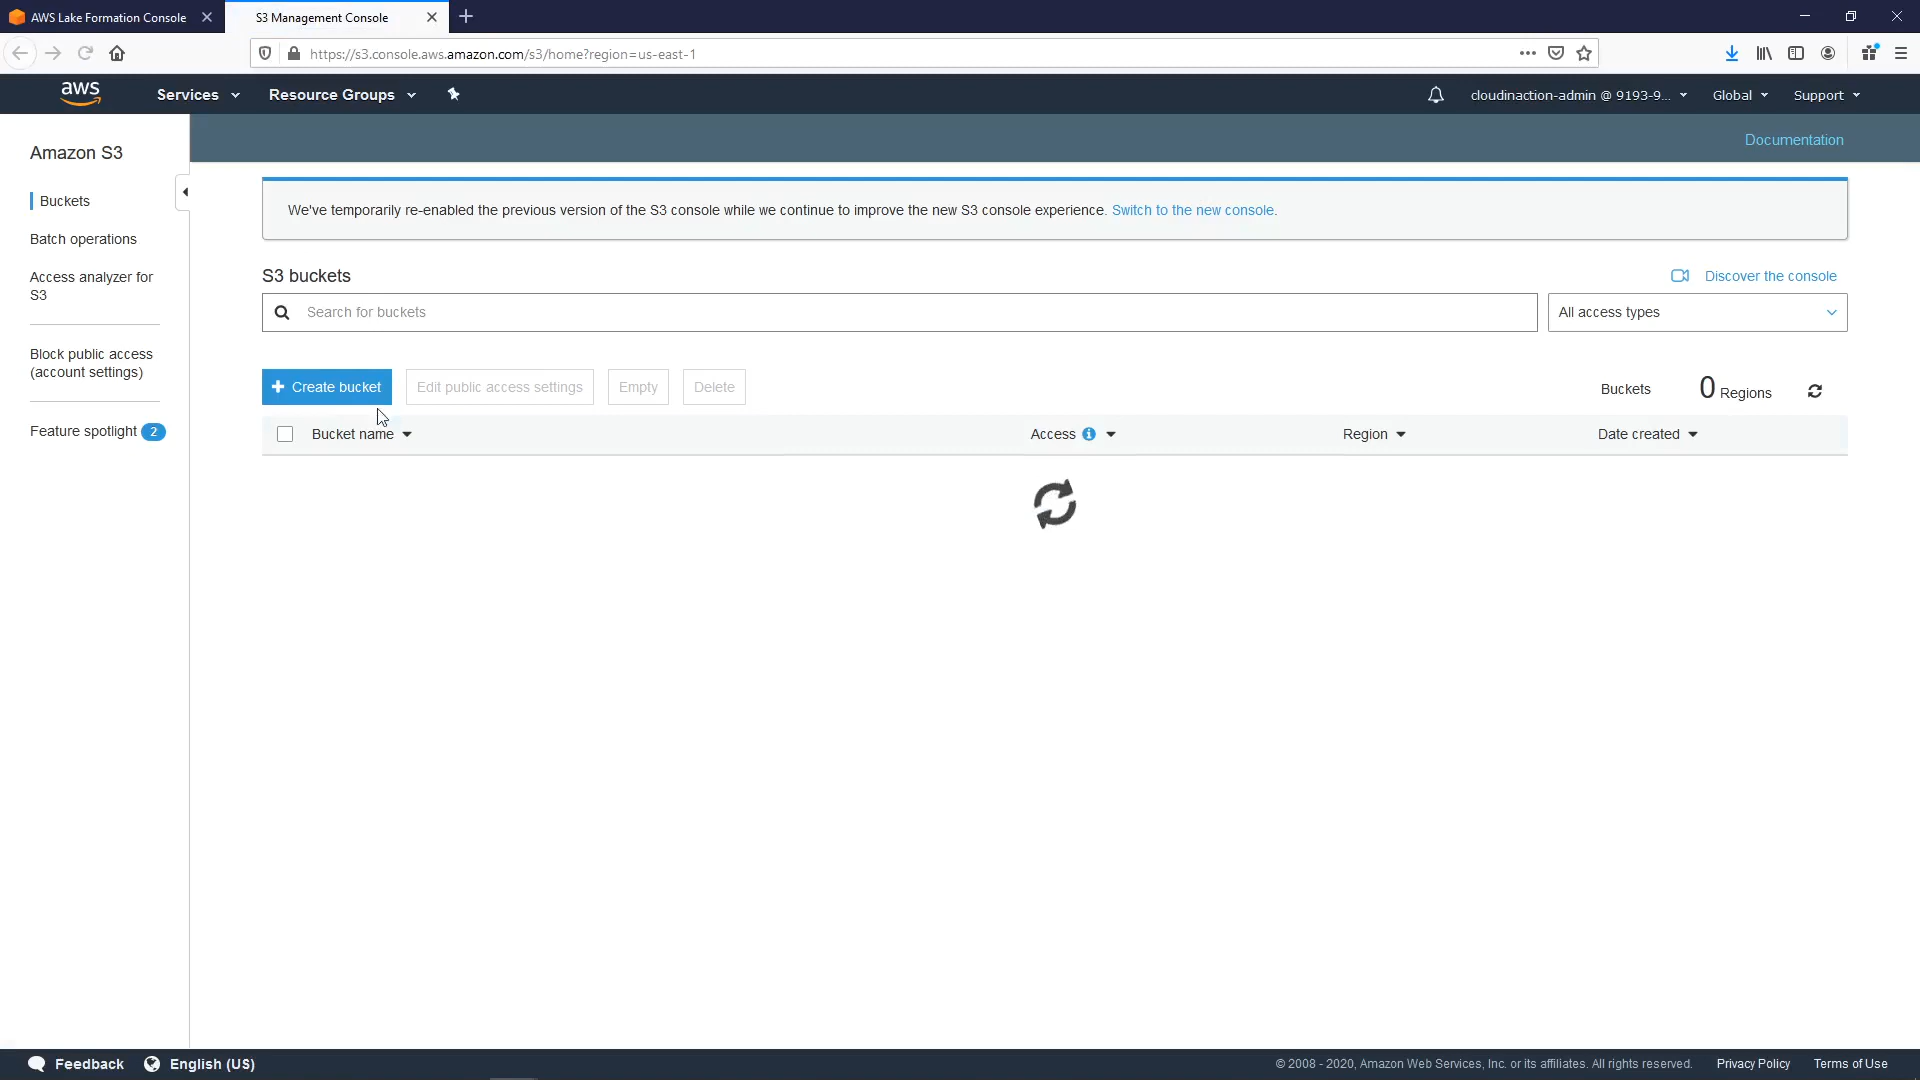 AWS Lake Formation Console
S3 Management Console
https://s3.console.aws.amazon.com/s3/home?region=us-east-1
aws
Services
Resource Groups
cloudinaction-admin @ 9193-9...
Global
Support
Documentation
Amazon S3
Buckets
Batch operations
Access analyzer for
S3
Block public access
(account settings)
Feature spotlight 2
We've temporarily re-enabled the previous version of the S3 console while we continue to improve the new S3 console experience. Switch to the new console.
S3 buckets
Discover the console
Search for buckets
All access types
Create bucket
Edit public access settings
Empty
Delete
Buckets
0 Regions
Bucket name
Access
Region
Date created
Feedback
English (US)
© 2008 - 2020, Amazon Web Services, Inc. or its affiliates. All rights reserved.
Privacy Policy
Terms of Use